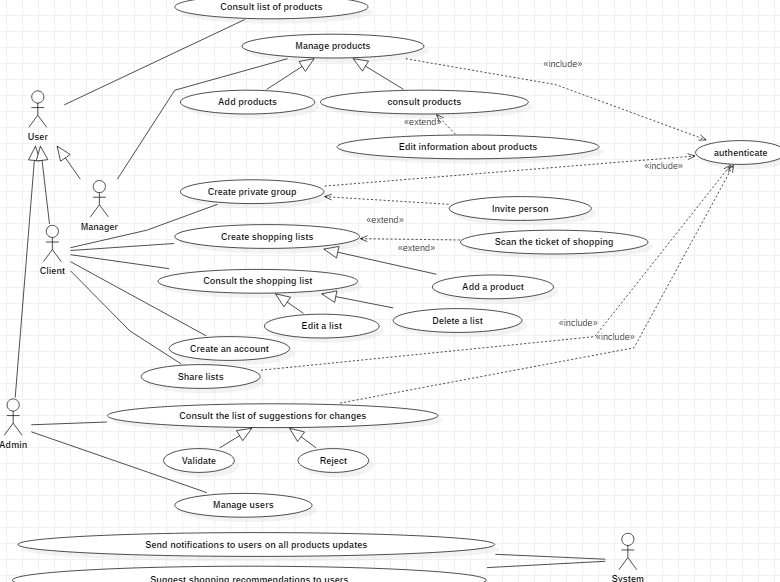 Consult list of products
Manage products
«include»
Add products
consult products
User
«extend»
Edit information about products
authenticate
«include»
Create private group
Manager
Invite person
«extend»
Create shopping lists
Scan the ticket of shopping
«extend»
Client
Consult the shopping list
Add a product
Edit a list
Delete a list
«include»
«include»
Create an account
Share lists
Consult the list of suggestions for changes
Admin
Validate
Reject
Manage users
Send notifications to users on all products updates
System
Suggest shopping recommendations to users